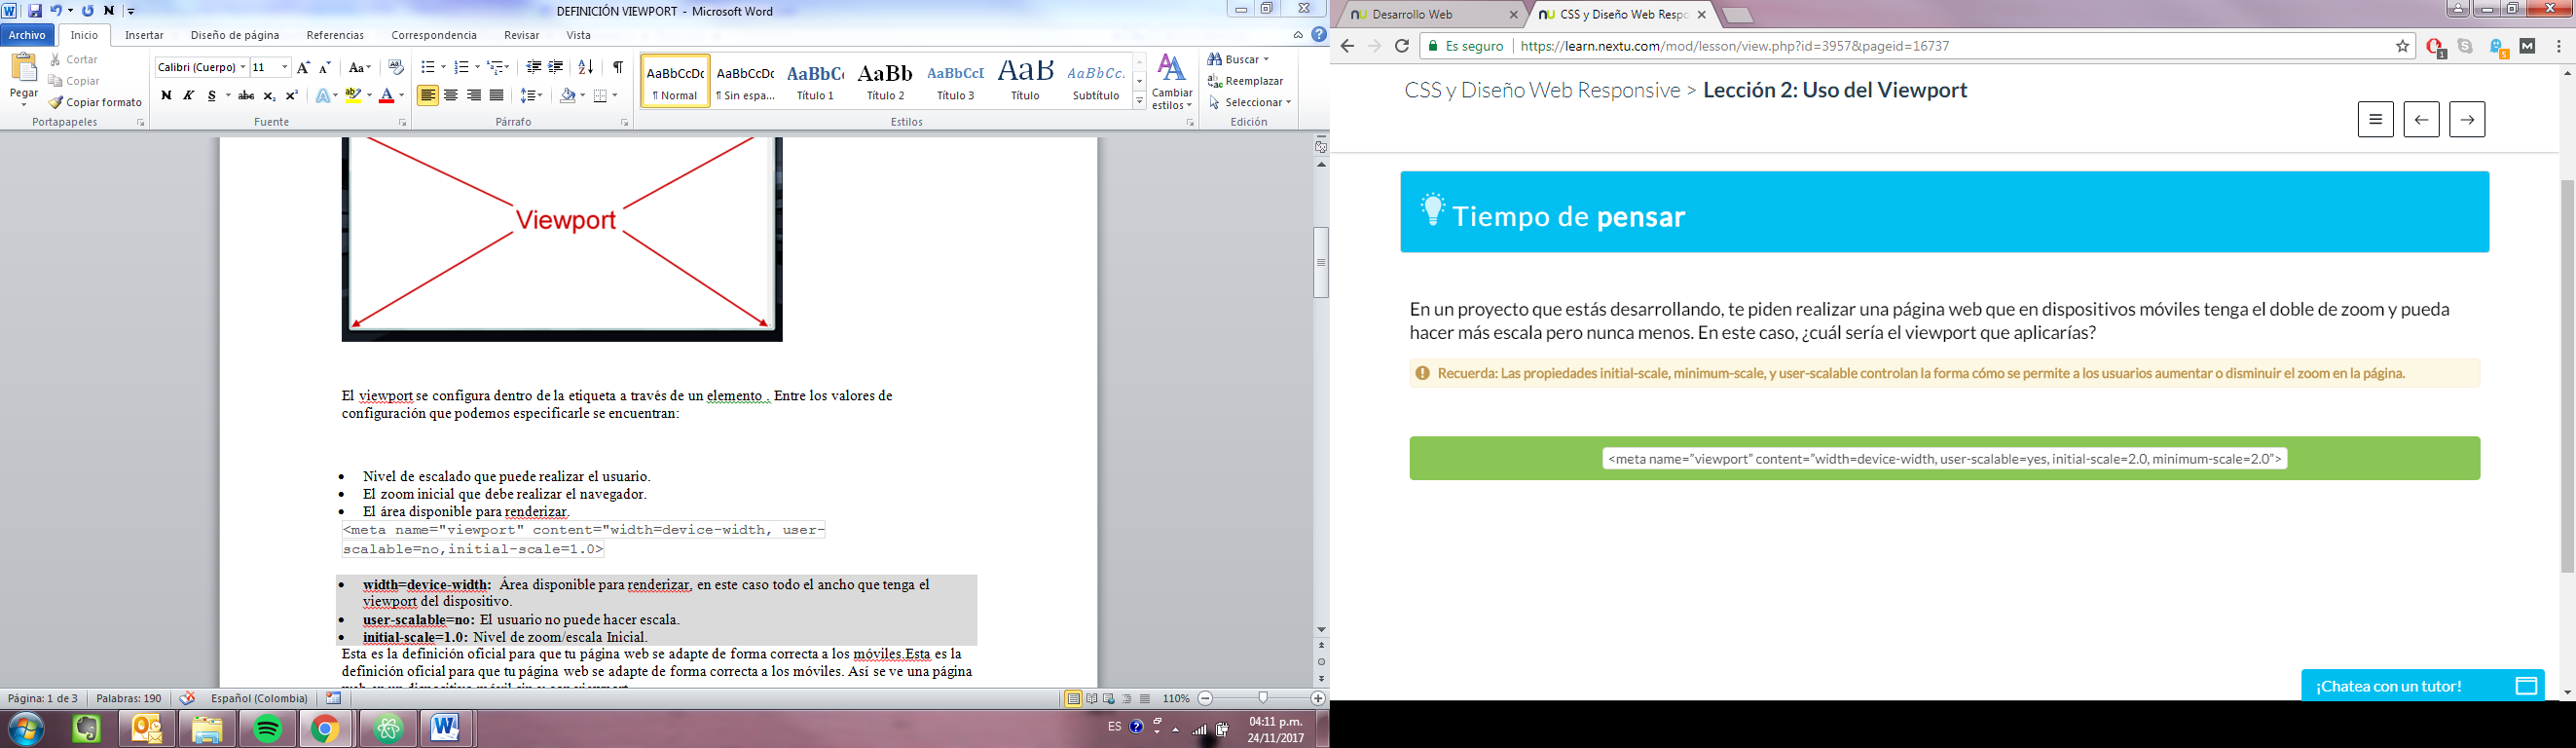 DEFINICIÓN VIEWPORT - Microsoft Word
Archivo Inicio Insertar Diseño de página Referencias Correspondencia Revisar Vista
Pegar
Cortar
Copiar
Copiar formato
Portapapeles
Calibri (Cuerpo) 11
Fuente
Párrafo
AaBbCcDc AaBbCcDc AaBbC AaBb AaBbCcI AaB AaBbCc.
¶ Normal ¶ Sin espa... Título 1 Título 2 Título 3 Título Subtítulo
Estilos
Cambiar
estilos
Buscar
Reemplazar
Seleccionar
Edición
Viewport
El viewport se configura dentro de la etiqueta a través de un elemento . Entre los valores de
configuración que podemos especificarle se encuentran:
• Nivel de escalado que puede realizar el usuario.
• El zoom inicial que debe realizar el navegador.
• El área disponible para renderizar.
<meta name="viewport" content="width=device-width, user-
scalable=no,initial-scale=1.0>
• width=device-width: Área disponible para renderizar, en este caso todo el ancho que tenga el
viewport del dispositivo.
• user-scalable=no: El usuario no puede hacer escala.
• initial-scale=1.0: Nivel de zoom/escala Inicial.
Esta es la definición oficial para que tu página web se adapte de forma correcta a los móviles.Esta es la
definición oficial para que tu página web se adapte de forma correcta a los móviles. Así se ve una página
Página: 1 de 3 Palabras: 190 Español (Colombia) 110%
ES
04:11 p.m.
24/11/2017
Desarrollo Web
CSS y Diseño Web Respo
Es seguro https://learn.nextu.com/mod/lesson/view.php?id=3957&pageid=16737
CSS y Diseño Web Responsive > Lección 2: Uso del Viewport
Tiempo de pensar
En un proyecto que estás desarrollando, te piden realizar una página web que en dispositivos móviles tenga el doble de zoom y pueda
hacer más escala pero nunca menos. En este caso, ¿cuál sería el viewport que aplicarías?
Recuerda: Las propiedades initial-scale, minimum-scale, y user-scalable controlan la forma cómo se permite a los usuarios aumentar o disminuir el zoom en la página.
<meta name="viewport" content="width=device-width, user-scalable=yes, initial-scale=2.0, minimum-scale=2.0">
¡Chatea con un tutor!